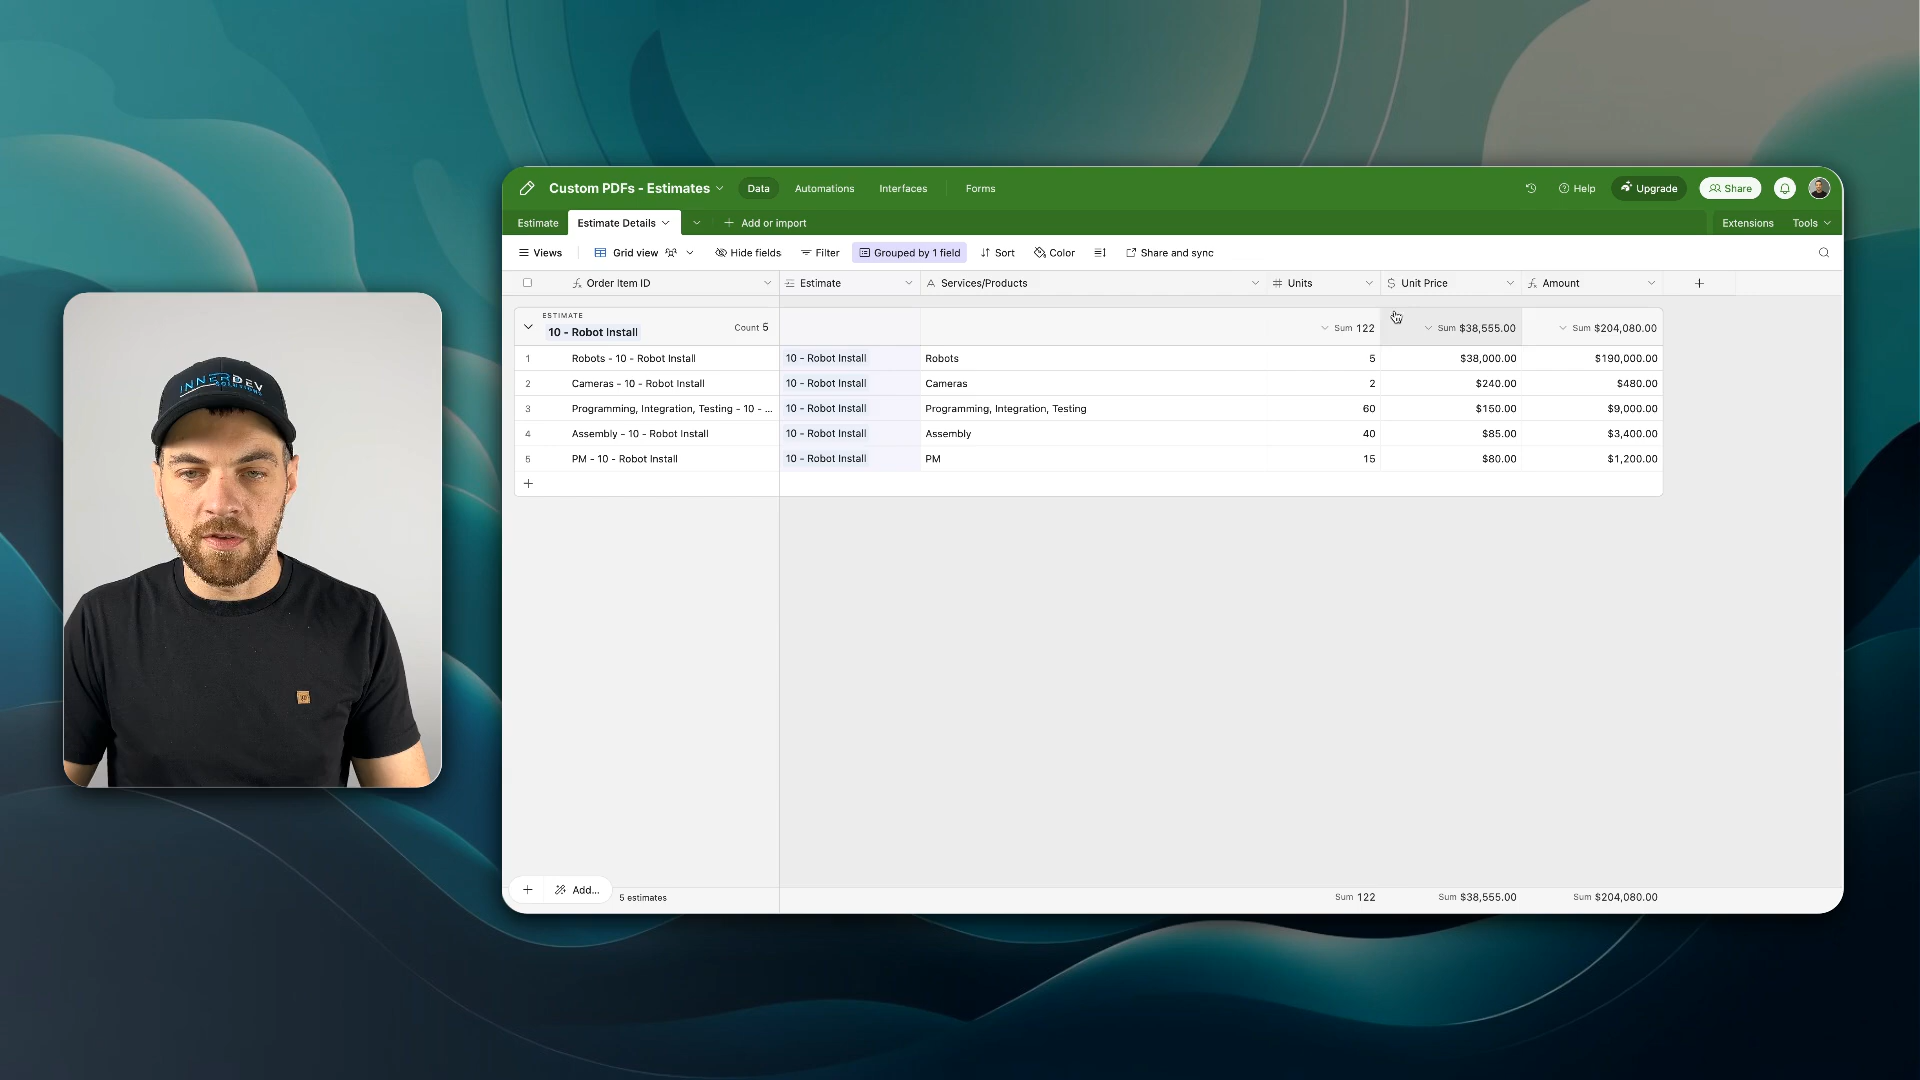 Custom PDFs - Estimates Data Automations Interfaces Forms Help Upgrade Share
Estimate Estimate Details Add or import Extensions Tools
Views Grid view Hide fields Filter Grouped by 1 field Sort Color Share and sync
Order Item ID Estimate Services/Products Units Unit Price Amount
ESTIMATE
10 - Robot Install Count 5 Sum 122 Sum $38,555.00 Sum $204,080.00
1 Robots - 10 - Robot Install 10 - Robot Install Robots 5 $38,000.00 $190,000.00
2 Cameras - 10 - Robot Install 10 - Robot Install Cameras 2 $240.00 $480.00
3 Programming, Integration, Testing - 10 - ... 10 - Robot Install Programming, Integration, Testing 60 $150.00 $9,000.00
4 Assembly - 10 - Robot Install 10 - Robot Install Assembly 40 $85.00 $3,400.00
5 PM - 10 - Robot Install 10 - Robot Install PM 15 $80.00 $1,200.00
Add... 5 estimates Sum 122 Sum $38,555.00 Sum $204,080.00
INNERDEV
SOLUTIONS